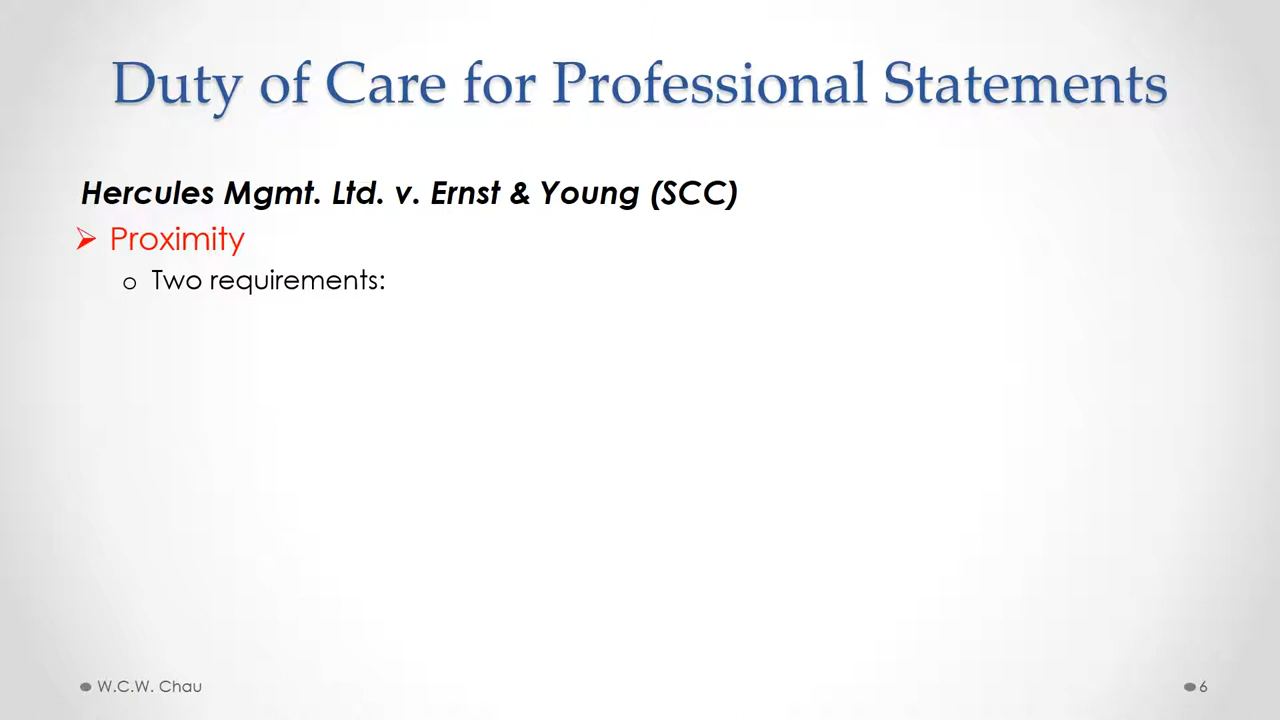 Duty of Care for Professional Statements
Hercules Mgmt. Ltd. v. Ernst & Young (SCC)
Proximity
o Two requirements:
W.C.W. Chau
6